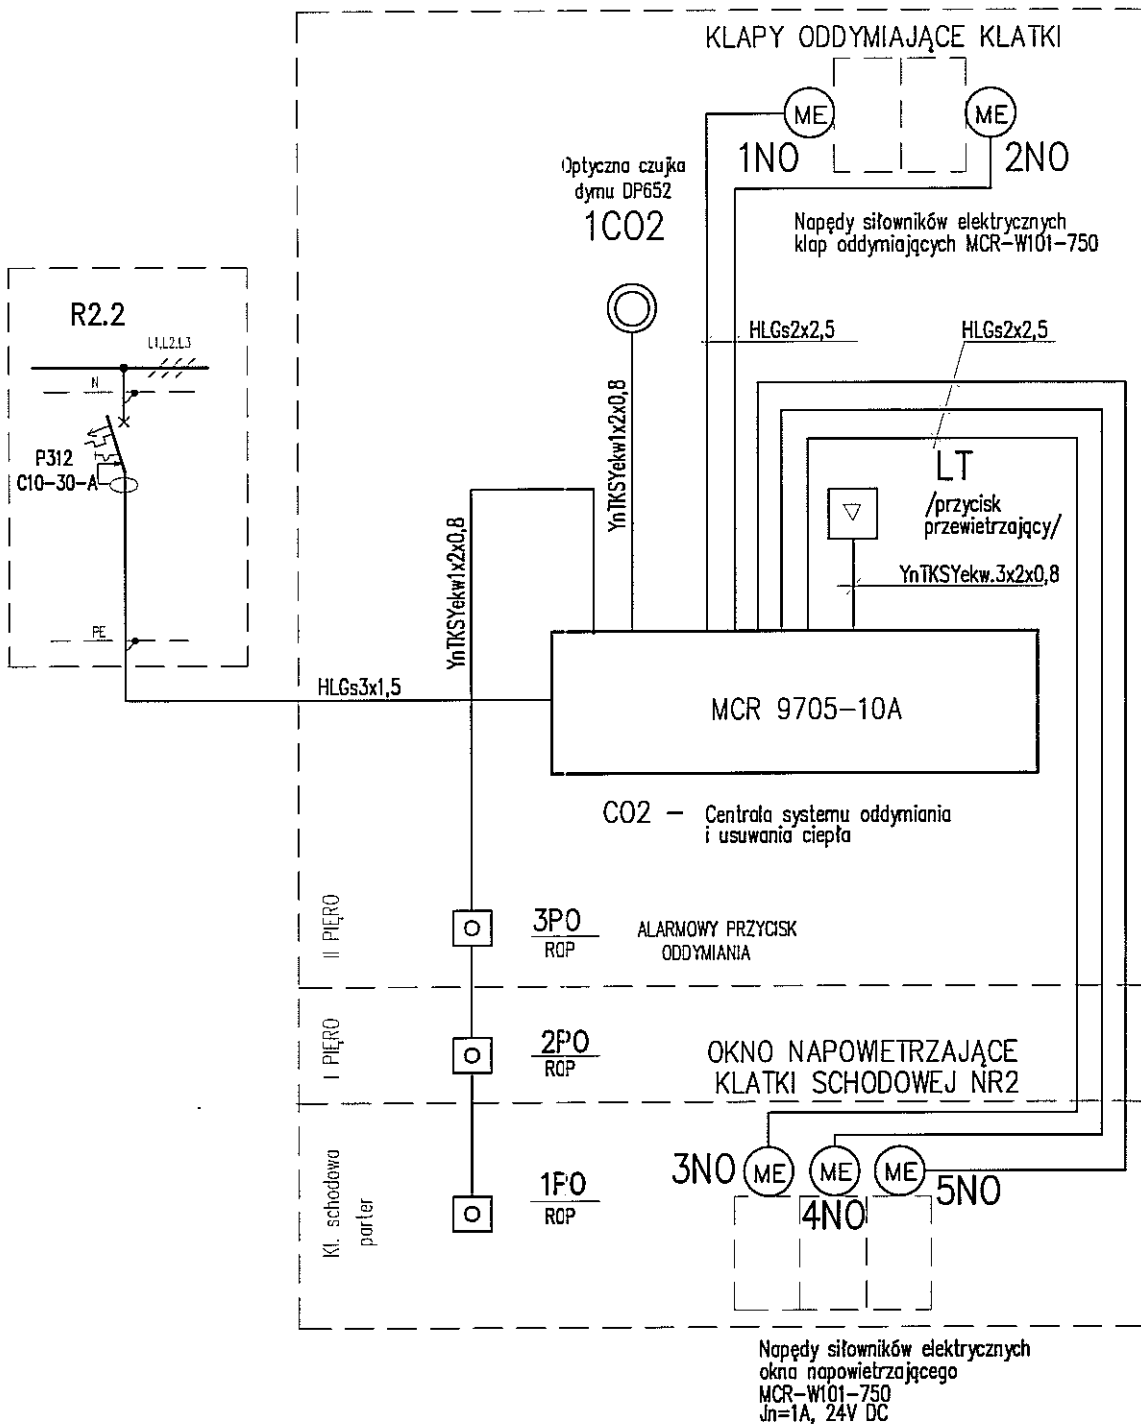 KLAPY ODDYMIAJĄCE KLATKI
ME
ME
1NO
2NO
Optyczna czujka
dymu DP652
1CO2
Napędy siłowników elektrycznych
klap oddymiających MCR-W101-750
R2.2
L1,L2,L3
N
P312
C10-30-A
PE
HLGs2x2,5
HLGs2x2,5
YnTKSYekw1x2x0,8
YnTKSYekw1x2x0,8
LT
/przycisk
przewietrzający/
YnTKSYekw.3x2x0,8
HLGs3x1,5
MCR 9705-10A
CO2 - Centrala systemu oddymiania
i usuwania ciepła
II PIĘRO
3PO
ROP
ALARMOWY PRZYCISK
ODDYMIANIA
I PIĘRO
2PO
ROP
OKNO NAPOWIETRZAJĄCE
KLATKI SCHODOWEJ NR2
Kl. schodowa
parter
1PO
ROP
3NO
ME
ME
ME
4NO
5NO
Napędy siłowników elektrycznych
okna napowietrzającego
MCR-W101-750
Jn=1A, 24V DC